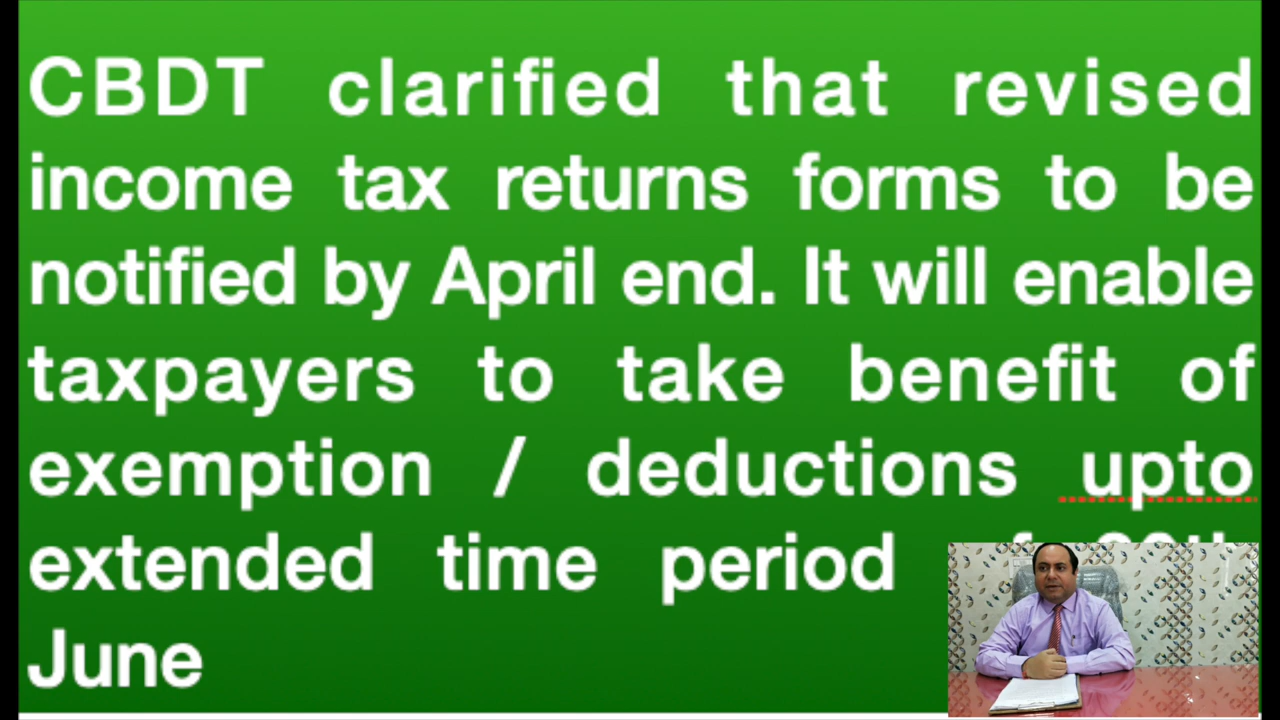 CBDT clarified that revised
income tax returns forms to be
notified by April end. It will enable
taxpayers to take benefit of
exemption / deductions upto
extended time period
June